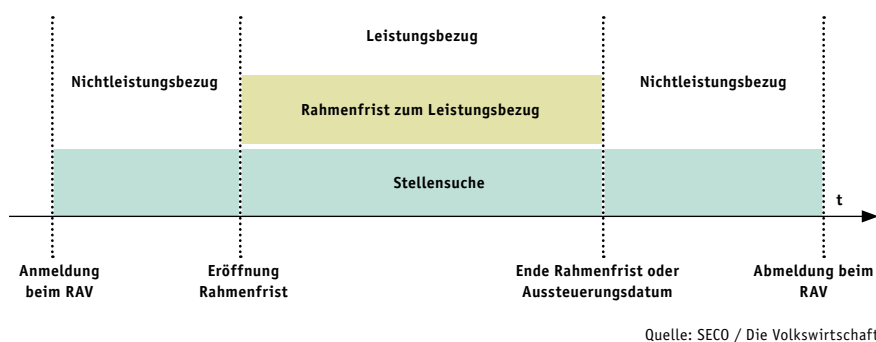 Leistungsbezug
Nichtleistungsbezug
Nichtleistungsbezug
Rahmenfrist zum Leistungsbezug
Stellensuche
t
Anmeldung
beim RAV
Eröffnung
Rahmenfrist
Ende Rahmenfrist oder
Aussteuerungsdatum
Abmeldung beim
RAV
Quelle: SECO / Die Volkswirtschaft